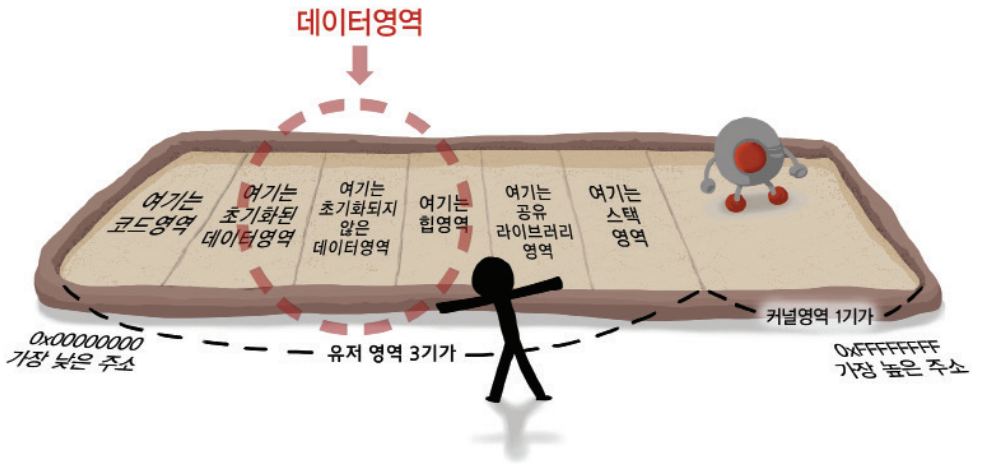 데이터영역
여기는
코드영역
여기는
초기화된
데이터영역
여기는
초기화되지
않은
데이터영역
여기는
힙영역
여기는
공유
라이브러리
영역
여기는
스택
영역
커널영역 1기가
유저 영역 3기가
0x00000000
가장 낮은 주소
0xFFFFFFFF
가장 높은 주소